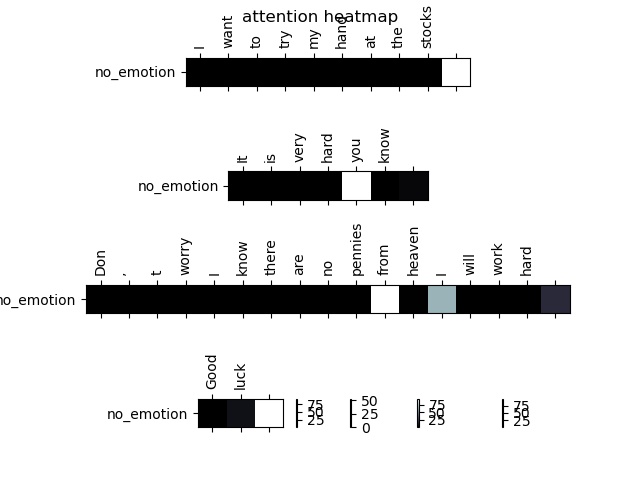 attention heatmap
I want to try my hand at the stocks
no_emotion
It is very hard you know
no_emotion
Don , t worry I know there are no pennies from heaven I will work hard
no_emotion
Good luck
no_emotion
75 50 75 75
50 25 50 50
25 0 25 25